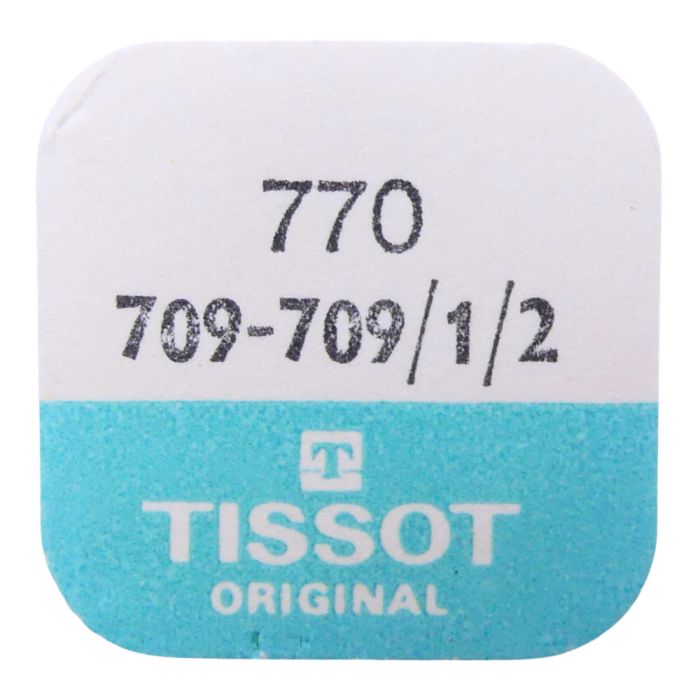 770
709-709/1/2
T
TISSOT
ORIGINAL